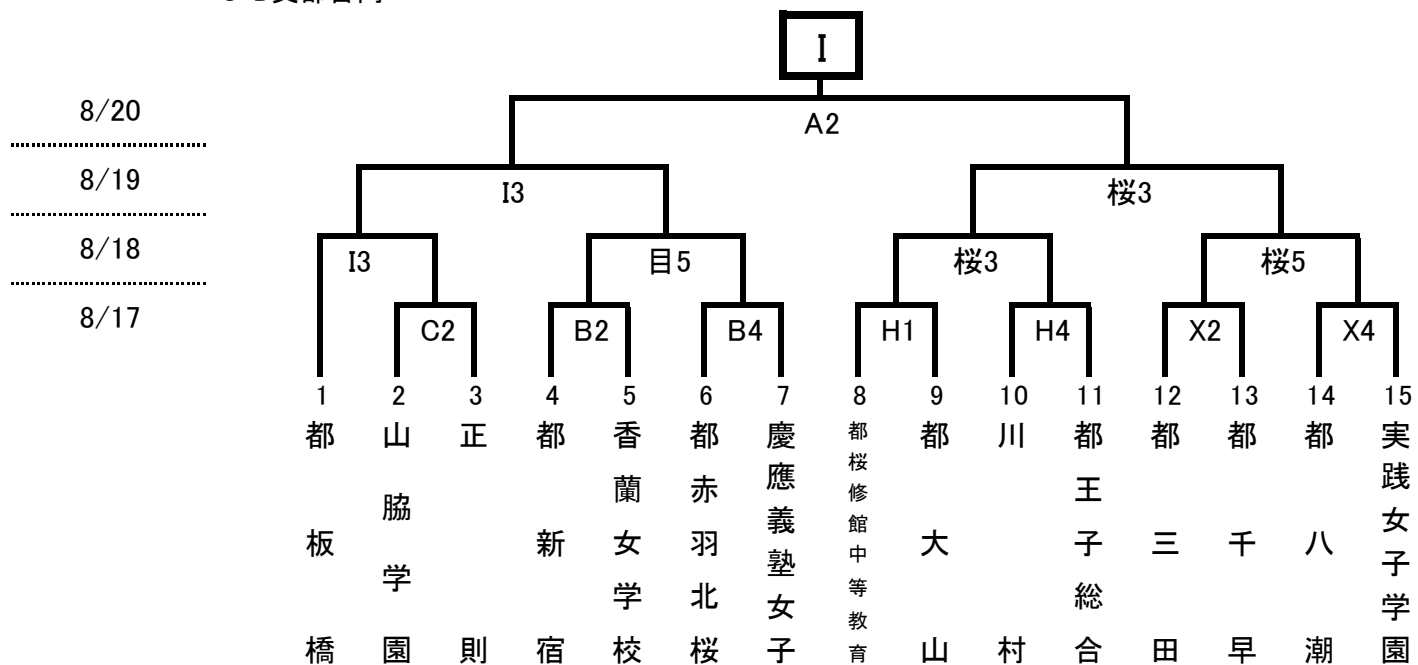 I
8/20
A2
8/19
I3
桜3
8/18
I3
目5
桜3
桜5
8/17
C2
B2
B4
H1
H4
X2
X4
1 2 3 4 5 6 7 8 9 10 11 12 13 14 15
都板橋
山脇学園
正則
都新宿
香蘭女学校
都赤羽北桜
慶應義塾女子
都桜修館中等教育
都大山
川村
都王子総合
都三田
都千早
都八潮
実践女子学園